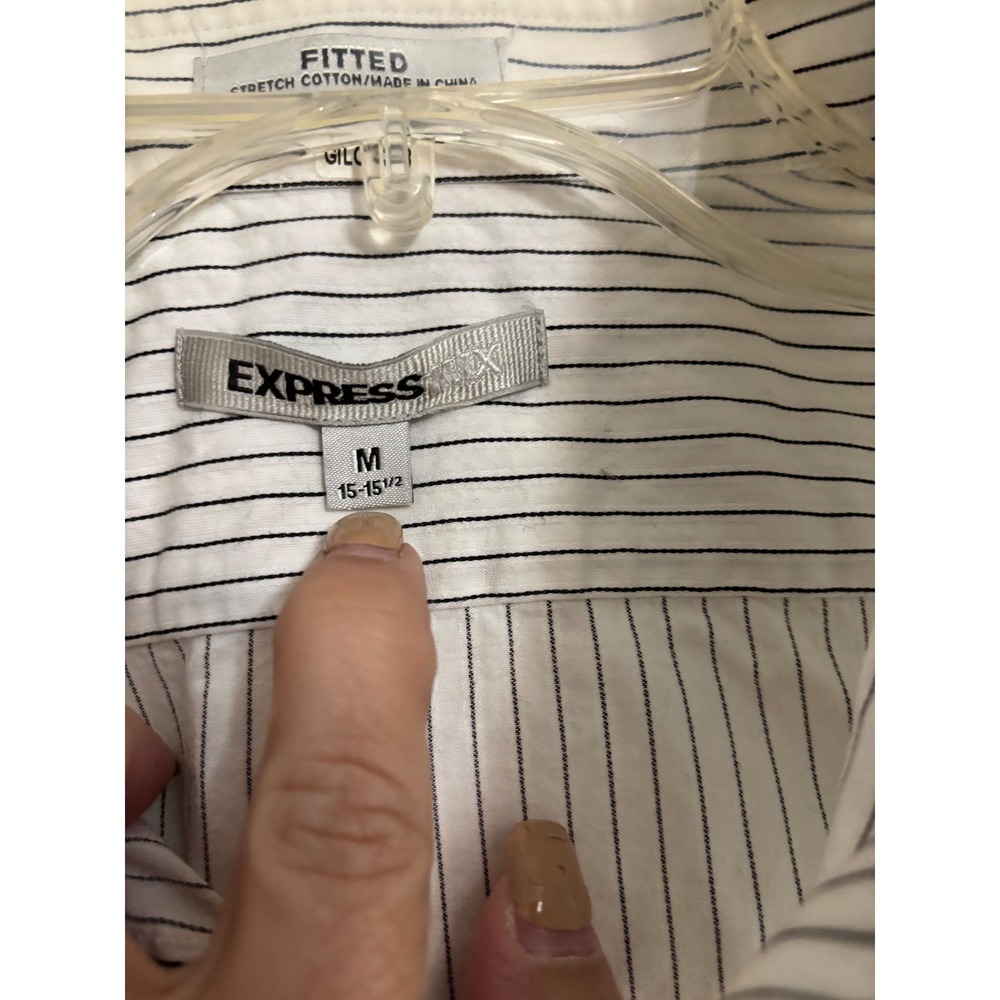 FITTED
STRETCH COTTON/MADE IN CHINA
EXPRESS
M
15-15 1/2